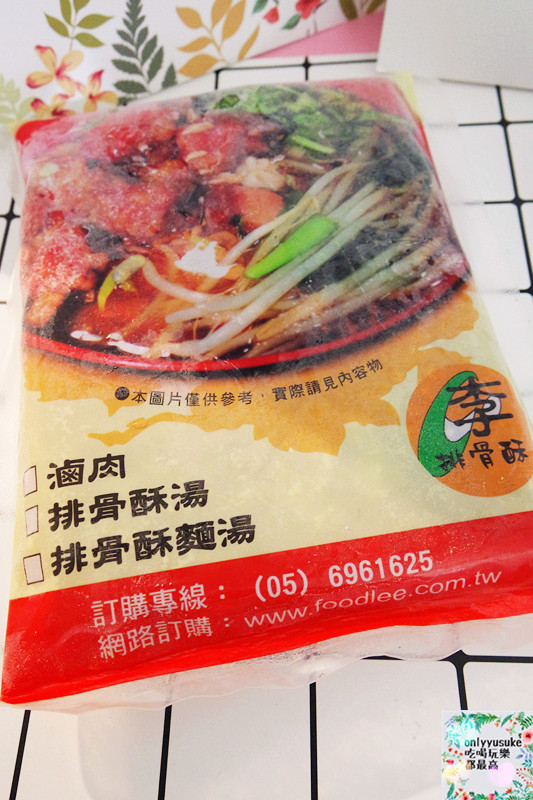 本圖片僅供參考，實際請見內容物
李
排骨酥
滷肉
排骨酥湯
排骨酥麵湯
訂購專線：(05) 6961625
網路訂購：www.foodlee.com.tw
onlyyusuke
吃喝玩樂
都最高